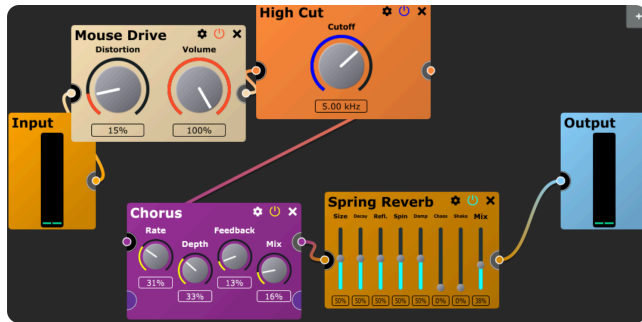 High Cut
Cutoff
5.00 kHz
+
Mouse Drive
Distortion
Volume
15%
100%
Input
Output
Chorus
Rate
Depth
Feedback
Mix
31%
33%
13%
16%
Spring Reverb
Size Decay Refl. Spin Damp Chaos Shake Mix
50% 50% 50% 50% 50% 0% 0% 38%